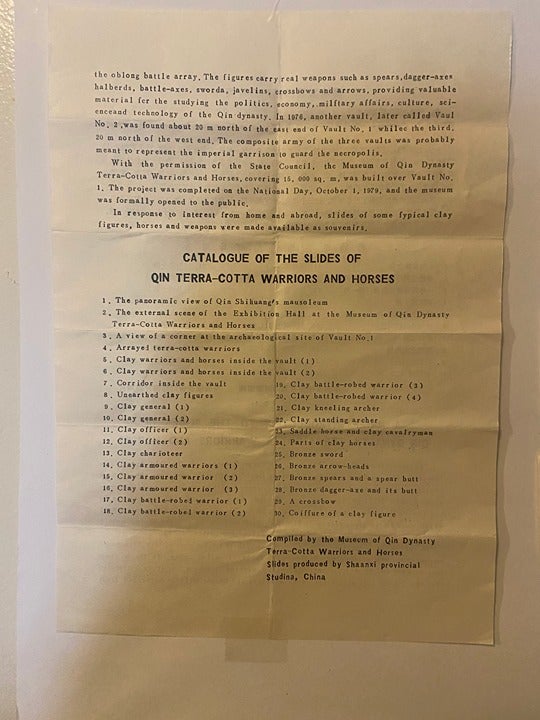 the oblong battle array. The figures carry real weapons such as spears,dagger-axes
halberds, battle-axes, sworda, javelins, crossbows and arrows, providing valuable
material fcr the studying the politics, economy,.military affairs, culture, sci-
enceaud technology of the Qin dynasty. In 1976, another vault, later called Vaul
No. 2,was found about 20 m north of the east end of Vault No. 1 whilec the third,
20 m north of the west end. The composite army of the three vaults was probably
meant to represent the imperial garrison to guard the necropolis.
With the permission of the State Council, the Museum of Qin Dynasty
Terra-Cotta Warriors and Horses, covering 15, 000 sq. m, was built over Vault No.
1. The project was completed on the National Day, October 1, 1979, and the museum
was formally opened to the public.
In response to interest from home and abroad, slides of some fypical clay
figures, horses and weapons were made available as souvenirs.
CATALOGUE OF THE SLIDES OF
QIN TERRA-COTTA WARRIORS AND HORSES
1. The panoramic view of Qin Shihuang's mausoleum
2. The external scene of the Exhibition Hall at the Museum of Qin Dynasty
Terra-Cotta Warriors and Horses
3. A view of a corner at the archaeological site of Vault No.1
4. Arrayed terra-cotta warriors
5. Clay warriors and horses inside the vault (1)
6. Clay warriors and horses inside the vault (2)
7. Corridor inside the vault
8. Unearthed clay figures
9. Clay general (1)
10. Clay general (2)
11. Clay officer (1)
12. Clay officer (2)
13. Clay charioteer
14. Clay armoured warriors (1)
15. Clay armoured warrior (2)
16. Clay armoured warrior (3)
17. Clay battle-robed warrior (1)
18. Clay battle-robed warrior (2)
19. Clay battle-robed warrior (3)
20. Clay battle-robed warrior (4)
21. Clay kneeling archer
22. Clay standing archer
23. Saddle horse and clay cavalryman
24. Parts of clay horses
25. Bronze sword
26. Bronze arrow-heads
27. Bronze spears and a spear butt
28. Bronze dagger-axe and its butt
29. A crossbow
30. Coiffure of a clay figure
Compiled by the Museum of Qin Dynasty
Terra-Cotta Warriors and Horses
Slides produced by Shaanxi provincial
Studina, China